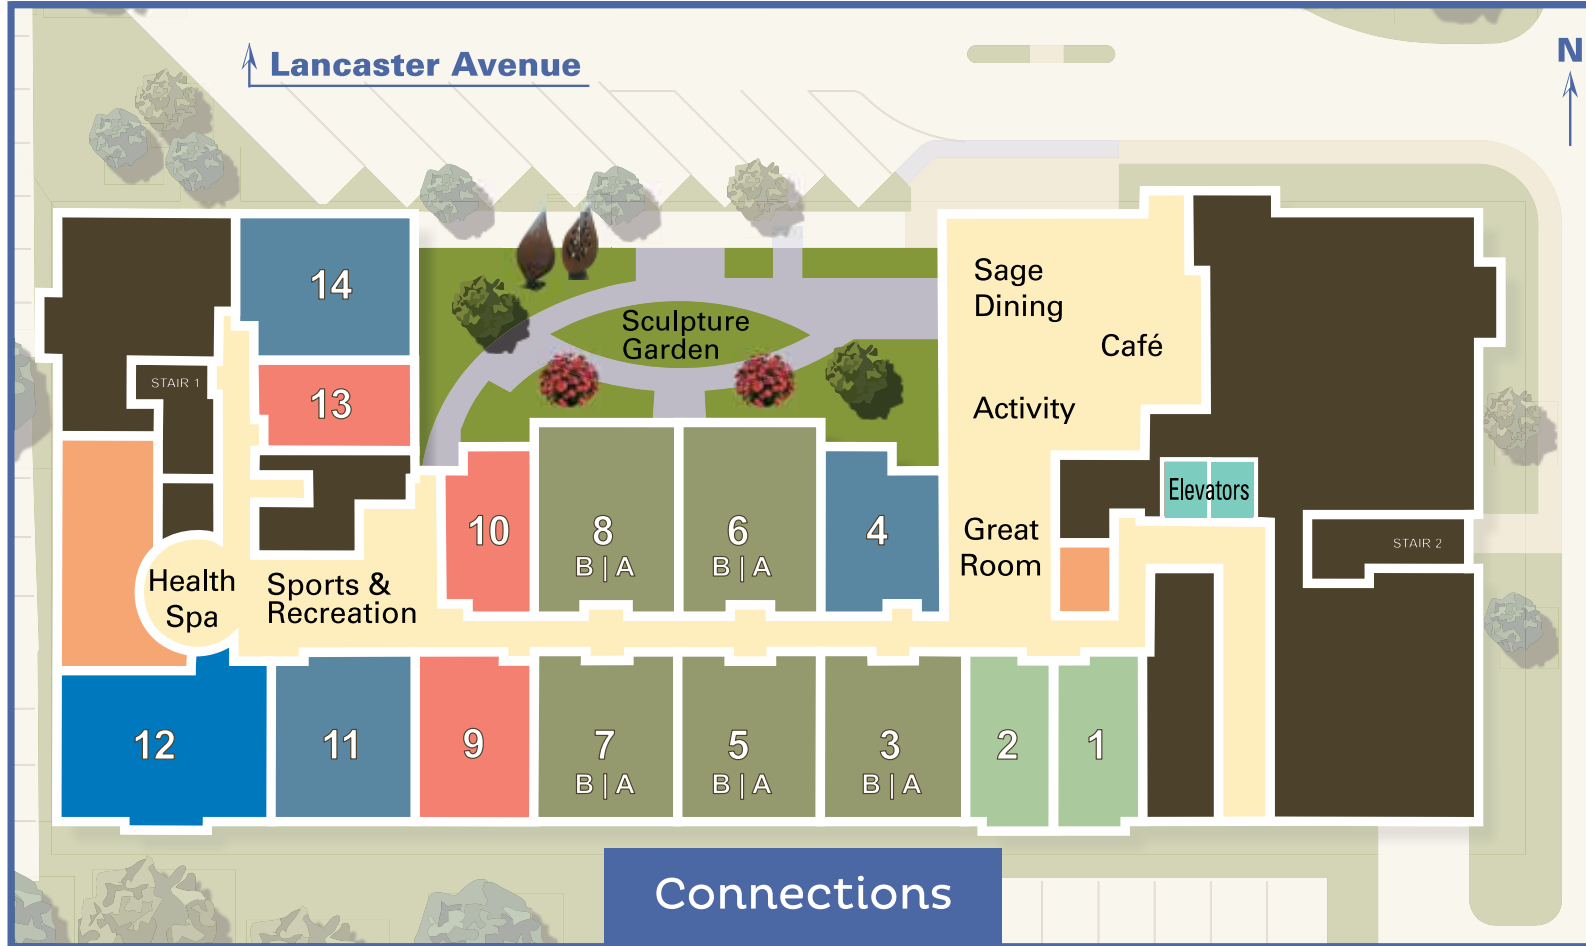 Lancaster Avenue
N
14
Sage
Dining
Sculpture
Garden
Café
STAIR 1
13
Activity
Elevators
10
8
B | A
6
B | A
4
Great
Room
STAIR 2
Health
Spa
Sports &
Recreation
12
11
9
7
B | A
5
B | A
3
B | A
2
1
Connections